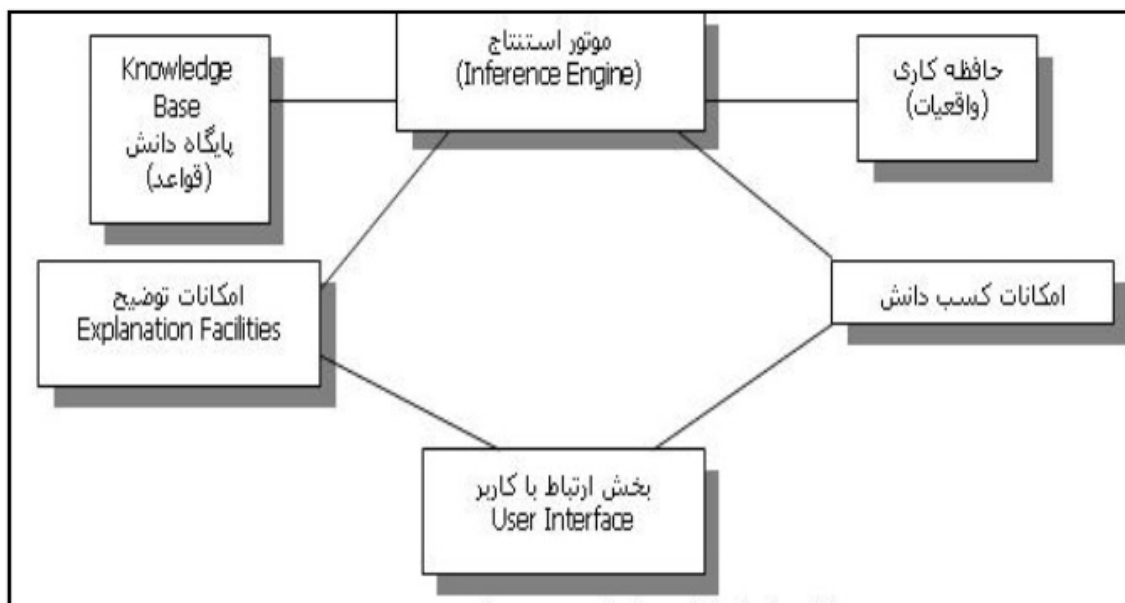 موتور استنتاج
(Inference Engine)
Knowledge
Base
پایگاه دانش
(قواعد)
حافظه کاری
(واقعیات)
امکانات توضیح
Explanation Facilities
امکانات کسب دانش
بخش ارتباط با کاربر
User Interface